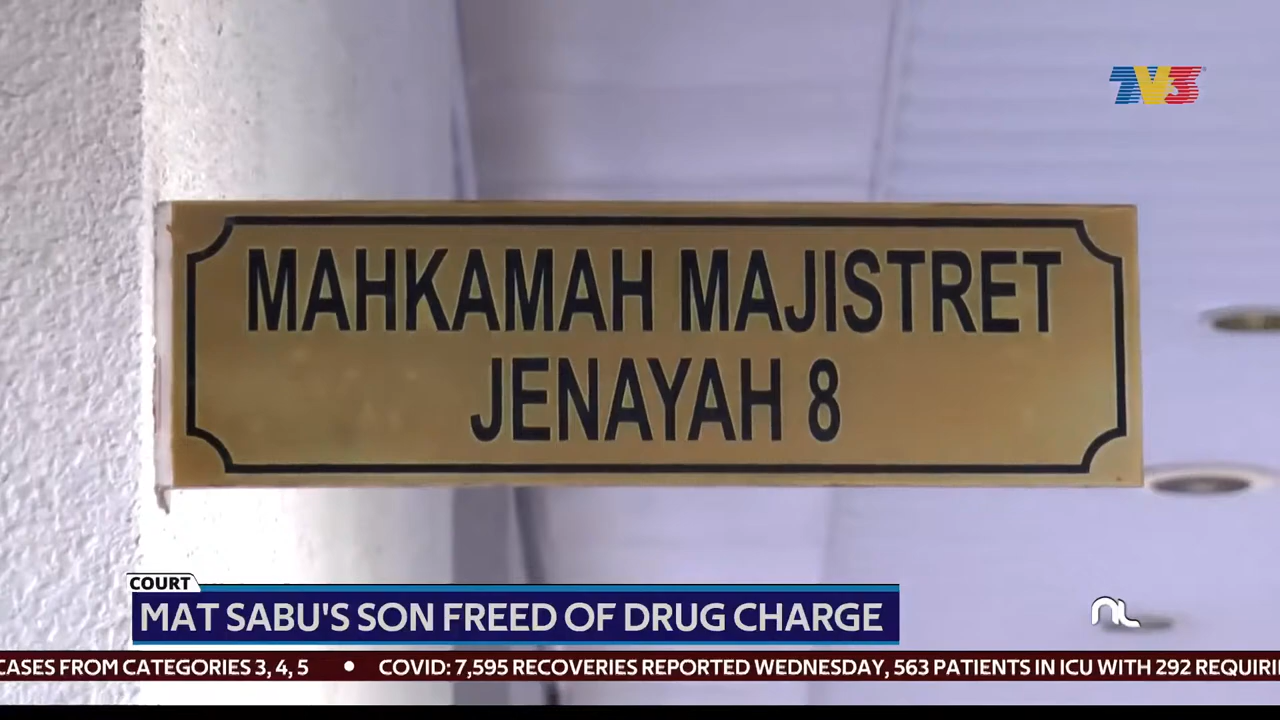 TV3
MAHKAMAH MAJISTRET
JENAYAH 8
COURT
MAT SABU'S SON FREED OF DRUG CHARGE
CASES FROM CATEGORIES 3, 4, 5 • COVID: 7,595 RECOVERIES REPORTED WEDNESDAY, 563 PATIENTS IN ICU WITH 292 REQUIRI